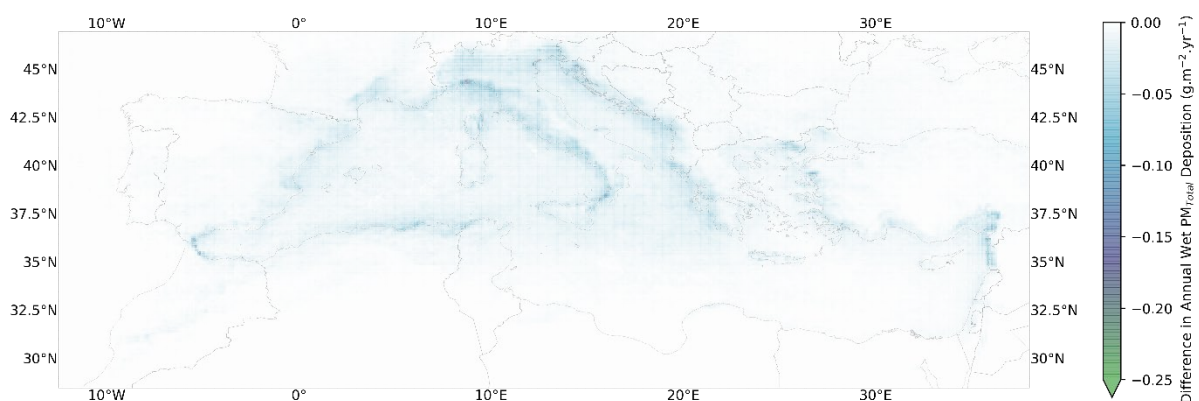 10°W 0° 10°E 20°E 30°E
45°N 45°N
42.5°N 42.5°N
40°N 40°N
37.5°N 37.5°N
35°N 35°N
32.5°N 32.5°N
30°N 30°N
10°W 0° 10°E 20°E 30°E
0.00
−0.05
−0.10
−0.15
−0.20
−0.25
Difference in Annual Wet PM_Total Deposition (g.m⁻².yr⁻¹)